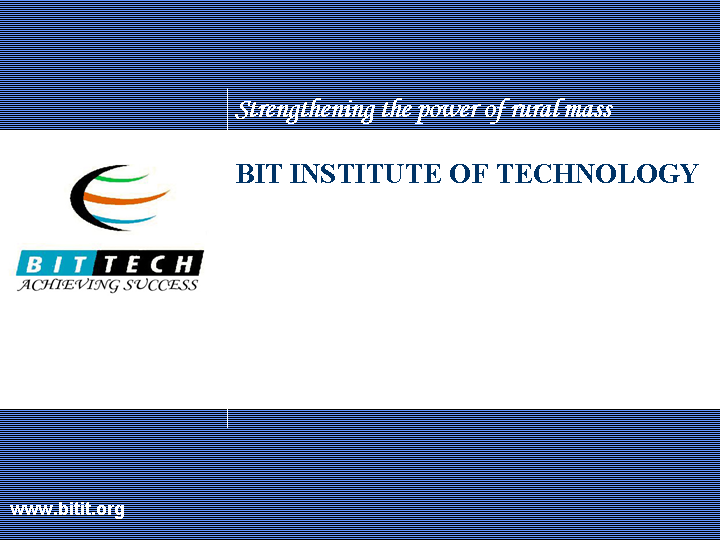 Strengthening the power of rural mass
BIT INSTITUTE OF TECHNOLOGY
BIT TECH
ACHIEVING SUCCESS
www.bitit.org